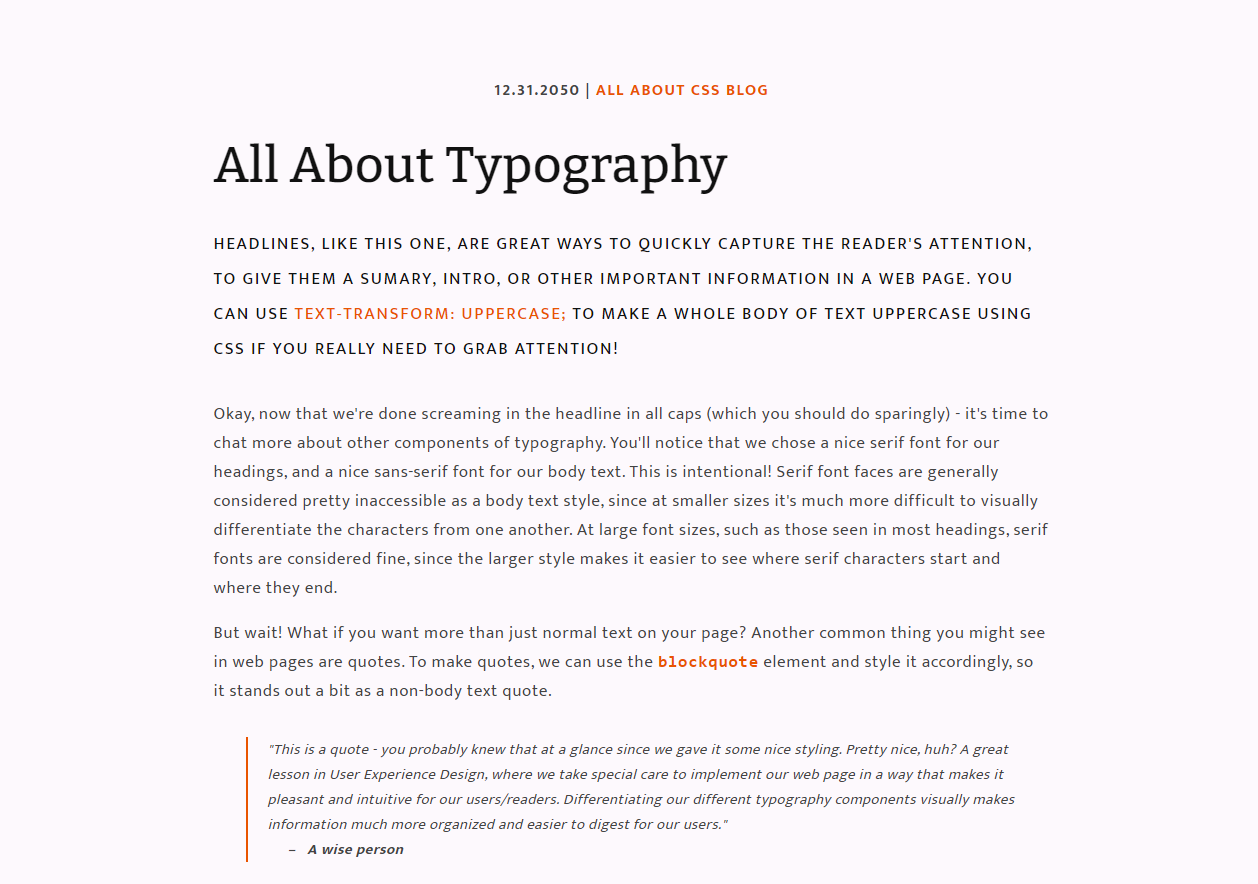 12.31.2050 | ALL ABOUT CSS BLOG
All About Typography
HEADLINES, LIKE THIS ONE, ARE GREAT WAYS TO QUICKLY CAPTURE THE READER'S ATTENTION,
TO GIVE THEM A SUMARY, INTRO, OR OTHER IMPORTANT INFORMATION IN A WEB PAGE. YOU
CAN USE TEXT-TRANSFORM: UPPERCASE; TO MAKE A WHOLE BODY OF TEXT UPPERCASE USING
CSS IF YOU REALLY NEED TO GRAB ATTENTION!
Okay, now that we're done screaming in the headline in all caps (which you should do sparingly) - it's time to
chat more about other components of typography. You'll notice that we chose a nice serif font for our
headings, and a nice sans-serif font for our body text. This is intentional! Serif font faces are generally
considered pretty inaccessible as a body text style, since at smaller sizes it's much more difficult to visually
differentiate the characters from one another. At large font sizes, such as those seen in most headings, serif
fonts are considered fine, since the larger style makes it easier to see where serif characters start and
where they end.
But wait! What if you want more than just normal text on your page? Another common thing you might see
in web pages are quotes. To make quotes, we can use the blockquote element and style it accordingly, so
it stands out a bit as a non-body text quote.
"This is a quote - you probably knew that at a glance since we gave it some nice styling. Pretty nice, huh? A great
lesson in User Experience Design, where we take special care to implement our web page in a way that makes it
pleasant and intuitive for our users/readers. Differentiating our different typography components visually makes
information much more organized and easier to digest for our users."
– A wise person